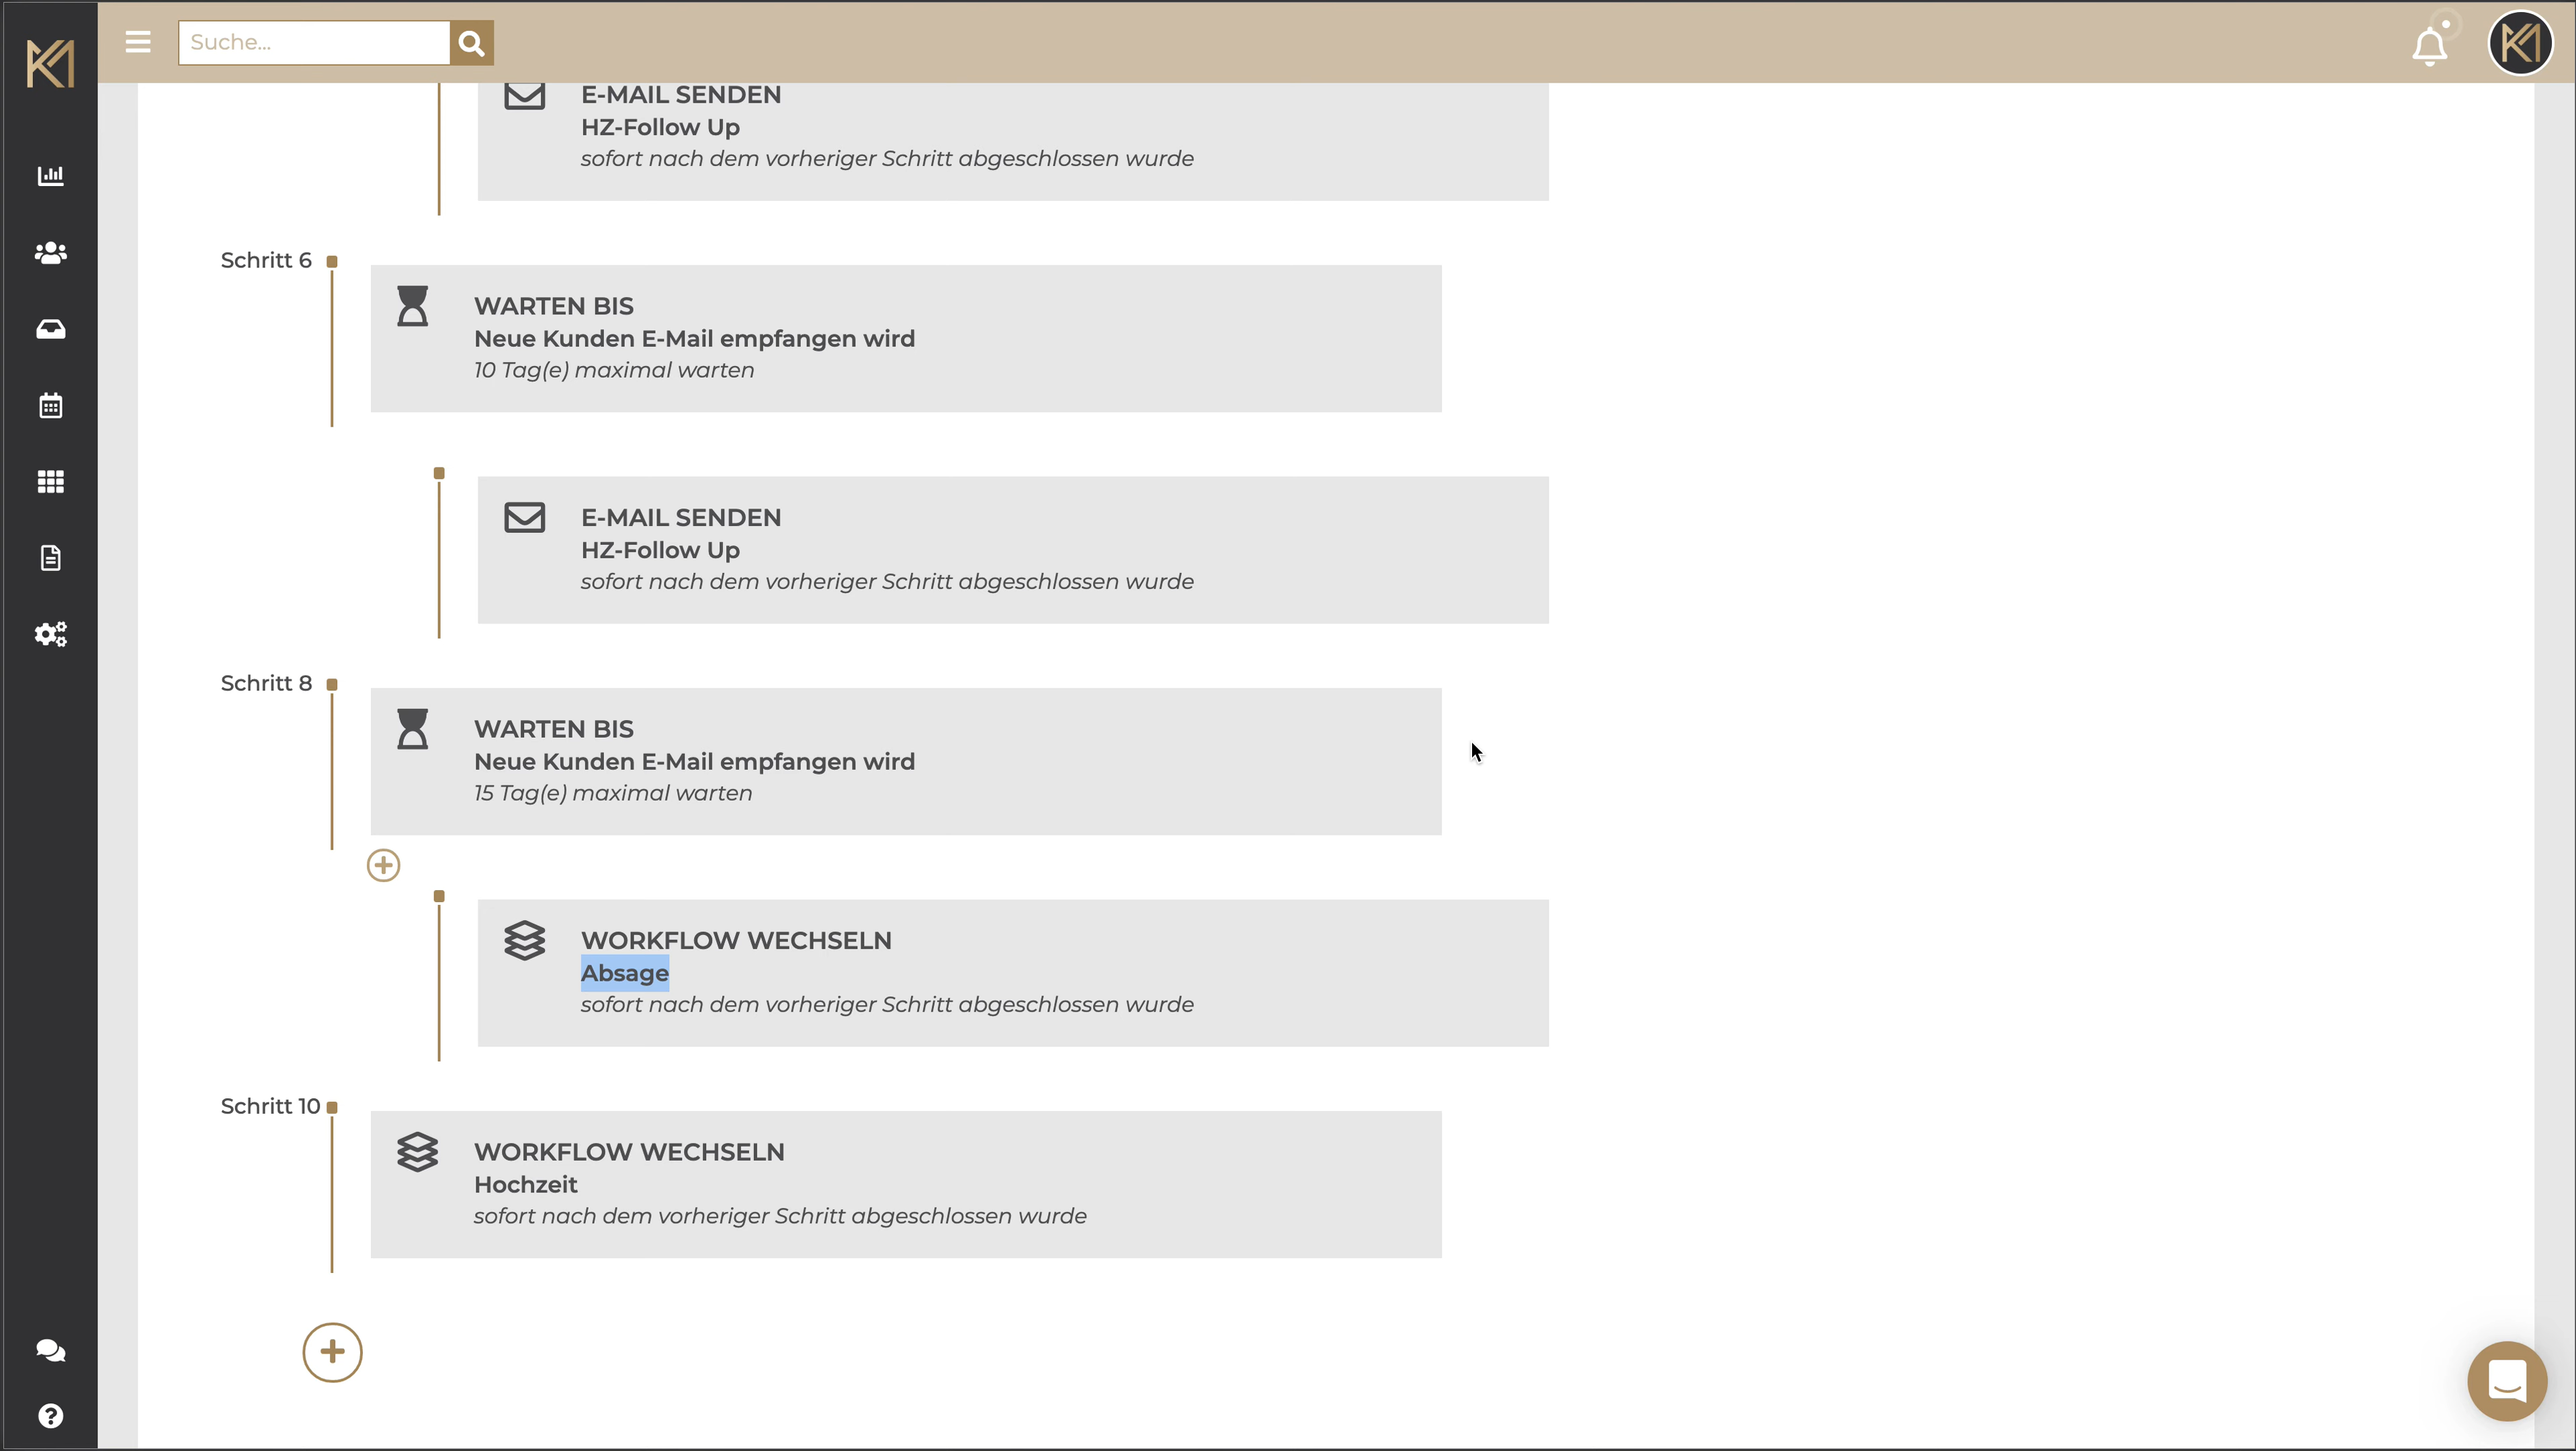 Suche...
E-MAIL SENDEN
HZ-Follow Up
sofort nach dem vorheriger Schritt abgeschlossen wurde
Schritt 6
WARTEN BIS
Neue Kunden E-Mail empfangen wird
10 Tag(e) maximal warten
E-MAIL SENDEN
HZ-Follow Up
sofort nach dem vorheriger Schritt abgeschlossen wurde
Schritt 8
WARTEN BIS
Neue Kunden E-Mail empfangen wird
15 Tag(e) maximal warten
WORKFLOW WECHSELN
Absage
sofort nach dem vorheriger Schritt abgeschlossen wurde
Schritt 10
WORKFLOW WECHSELN
Hochzeit
sofort nach dem vorheriger Schritt abgeschlossen wurde